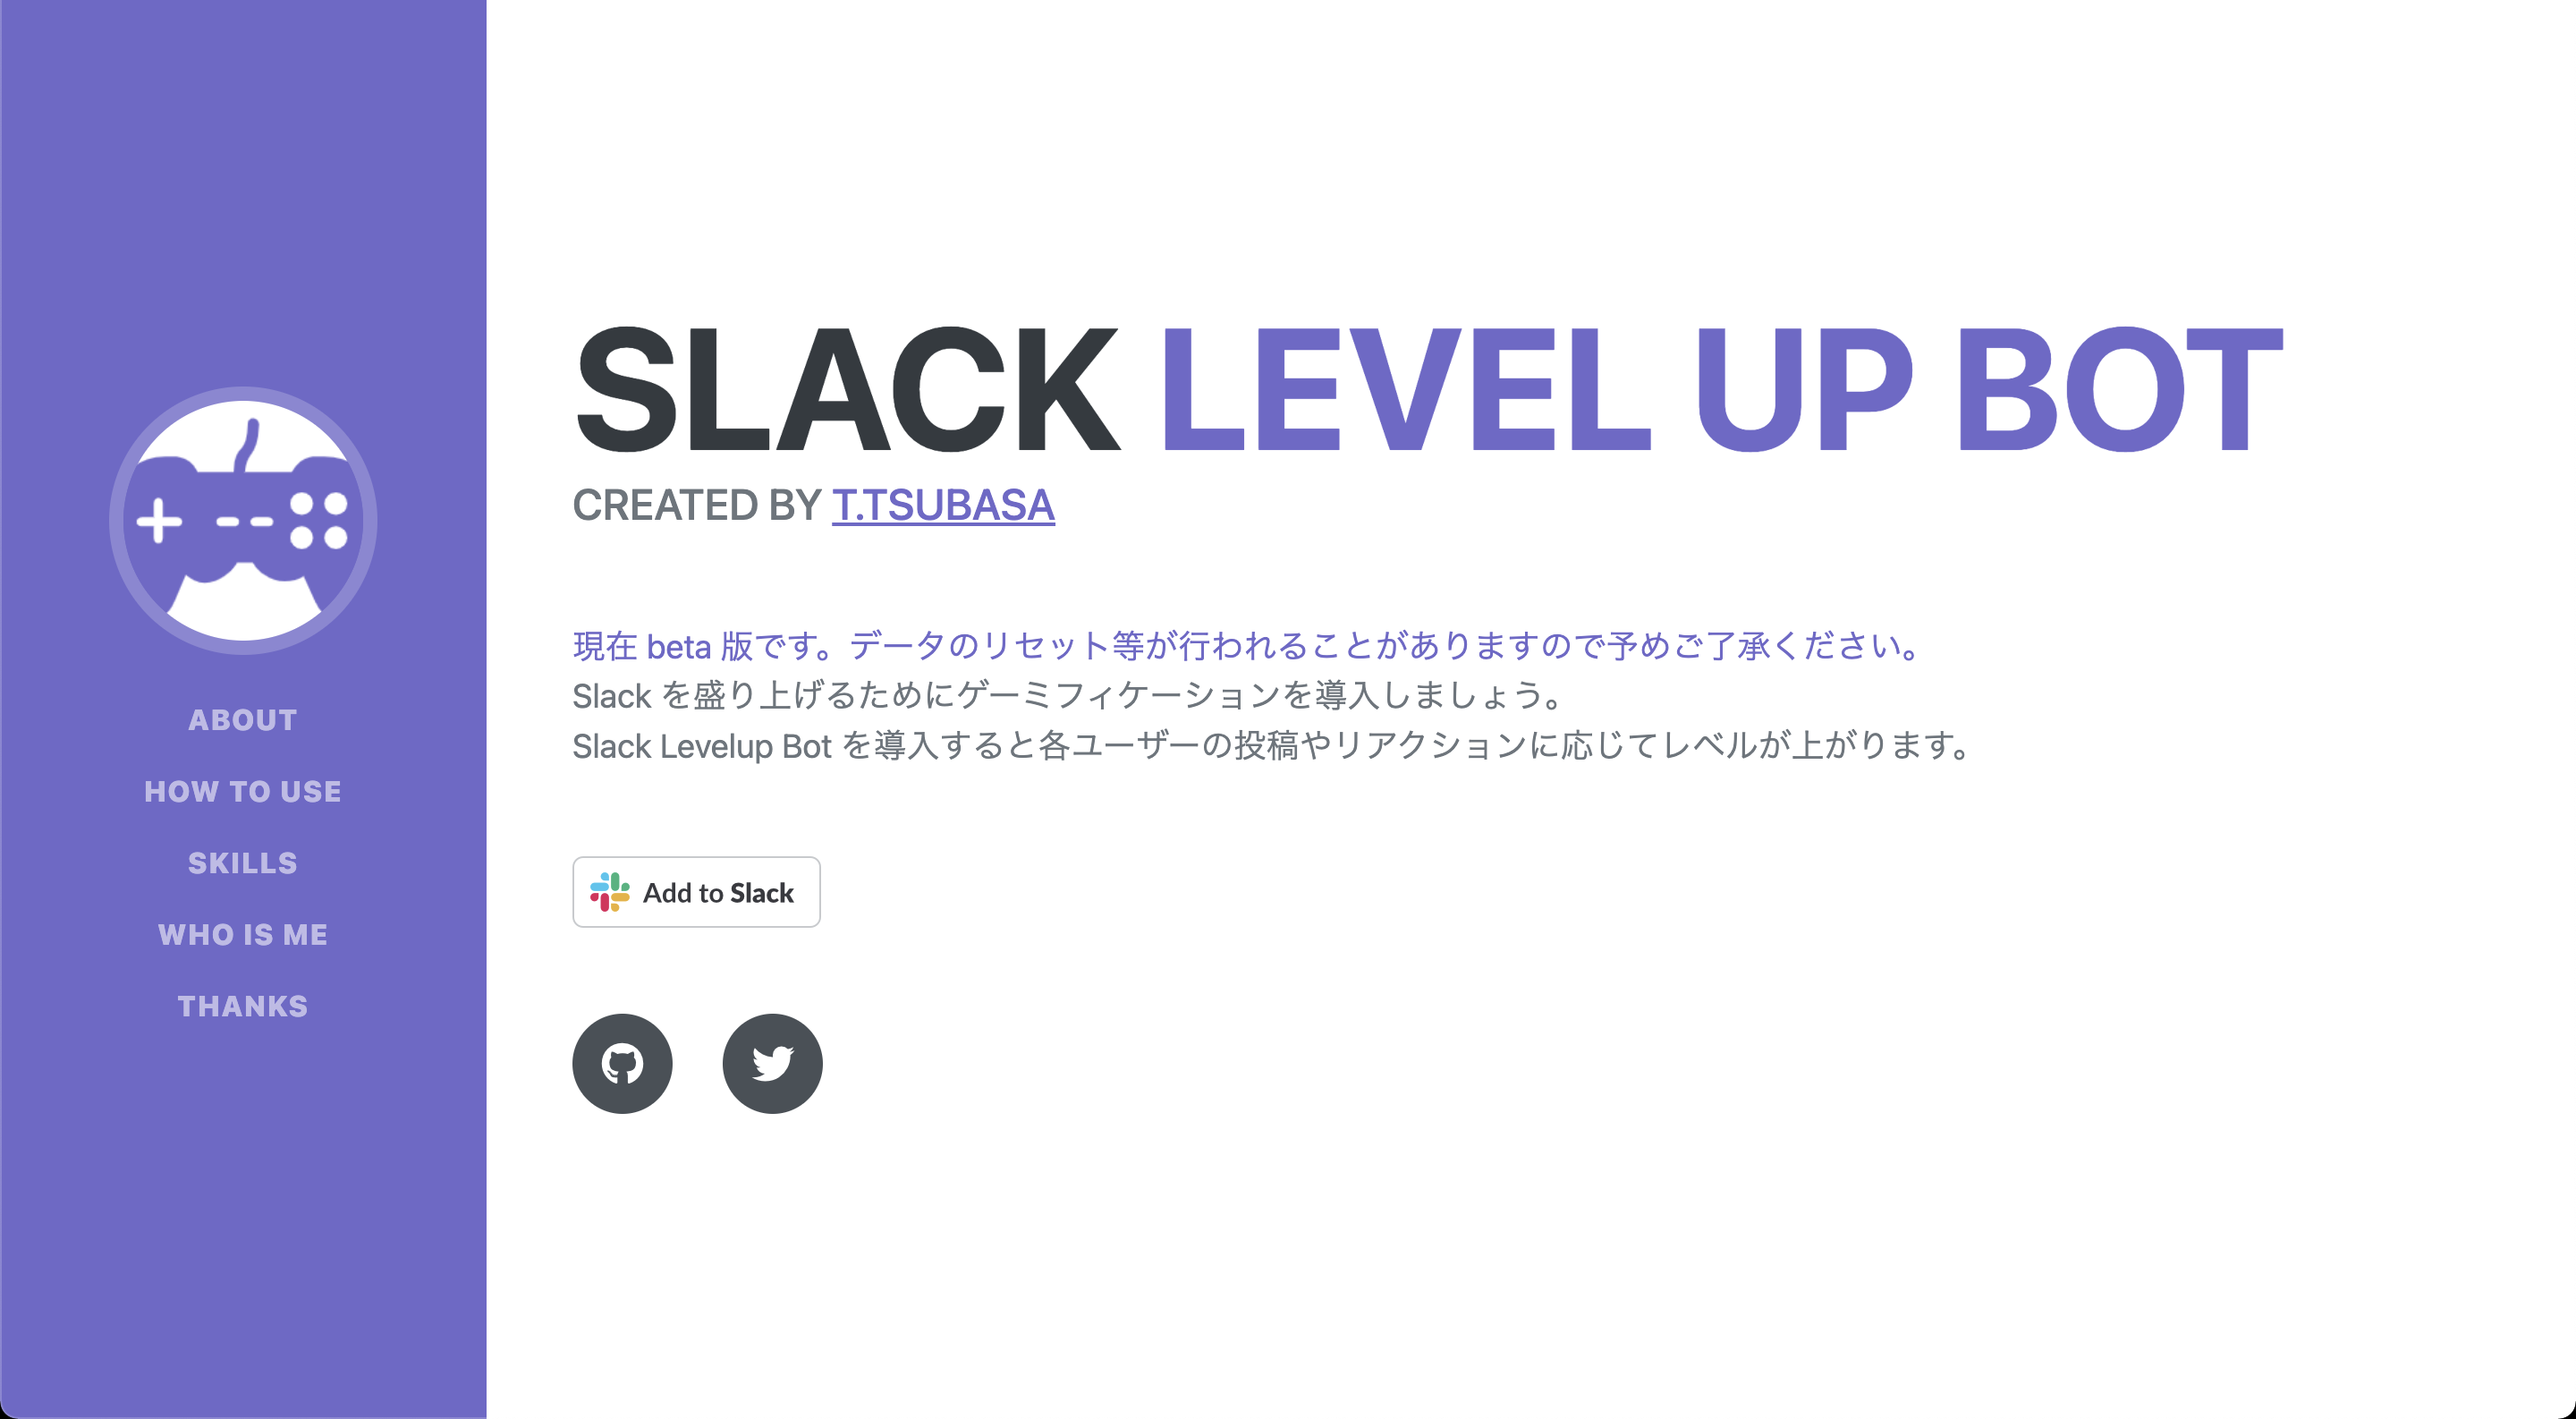 ABOUT
HOW TO USE
SKILLS
WHO IS ME
THANKS
SLACK LEVEL UP BOT
CREATED BY T.TSUBASA
現在 beta 版です。データのリセット等が行われることがありますので予めご了承ください。
Slack を盛り上げるためにゲーミフィケーションを導入しましょう。
Slack Levelup Bot を導入すると各ユーザーの投稿やリアクションに応じてレベルが上がります。
Add to Slack